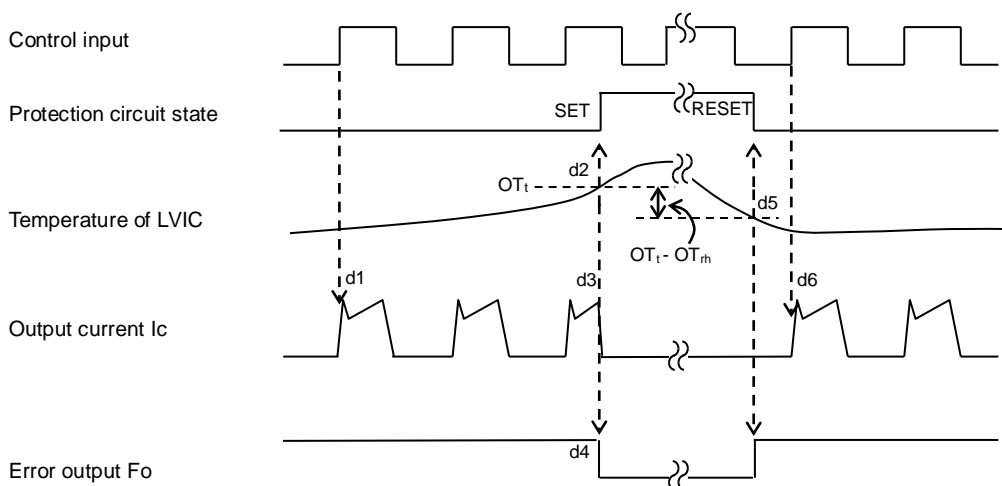 Control input
Protection circuit state
SET
RESET
d2
OTt
d5
Temperature of LVIC
OTt - OTrh
d1
d3
d6
Output current Ic
d4
Error output Fo